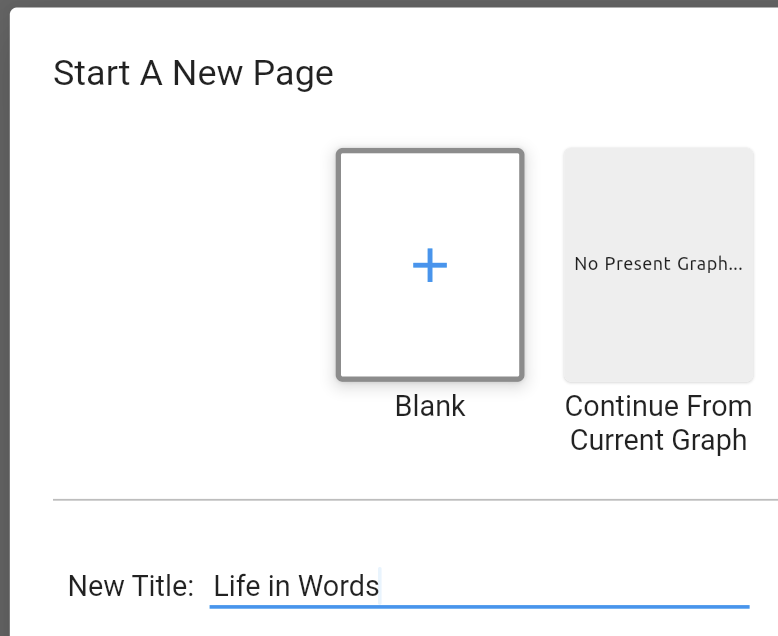 Start A New Page
No Present Graph...
Blank
Continue From
Current Graph
New Title: Life in Words